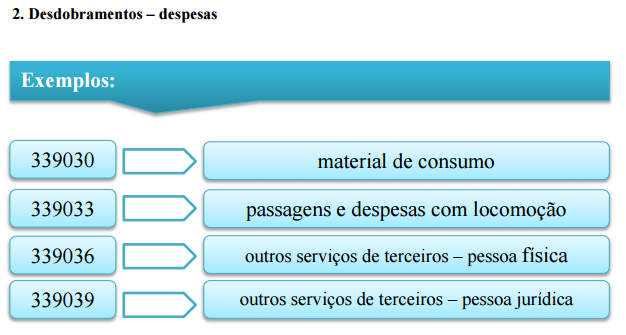 2. Desdobramentos – despesas
Exemplos:
339030 material de consumo
339033 passagens e despesas com locomoção
339036 outros serviços de terceiros – pessoa física
339039 outros serviços de terceiros – pessoa jurídica